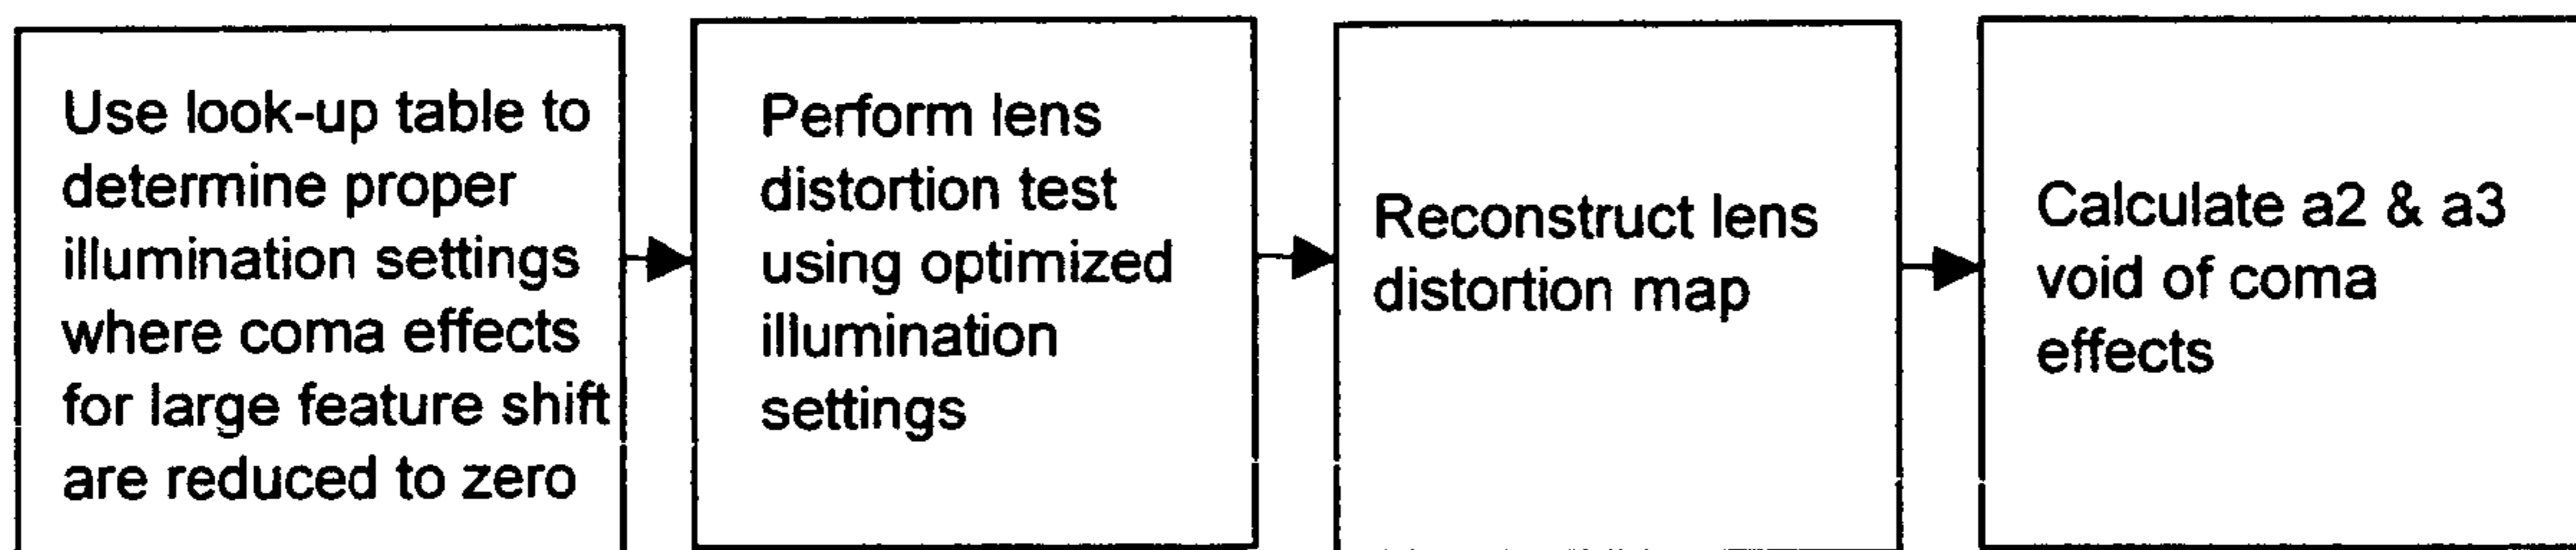 Use look-up table to
determine proper
illumination settings
where coma effects
for large feature shift
are reduced to zero
Perform lens
distortion test
using optimized
illumination
settings
Reconstruct lens
distortion map
Calculate a2 & a3
void of coma
effects